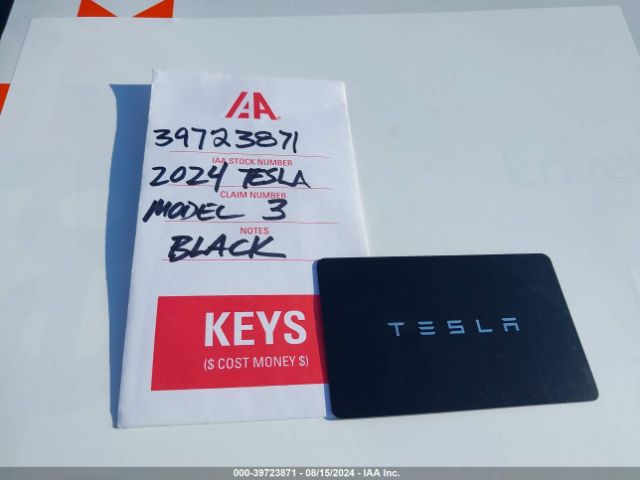 IAA
39723871
IAA STOCK NUMBER
2024 TESLA
CLAIM NUMBER
MODEL 3
NOTES
BLACK
KEYS
($ COST MONEY $)
TESLA
000-39723871 - 08/15/2024 - IAA Inc.